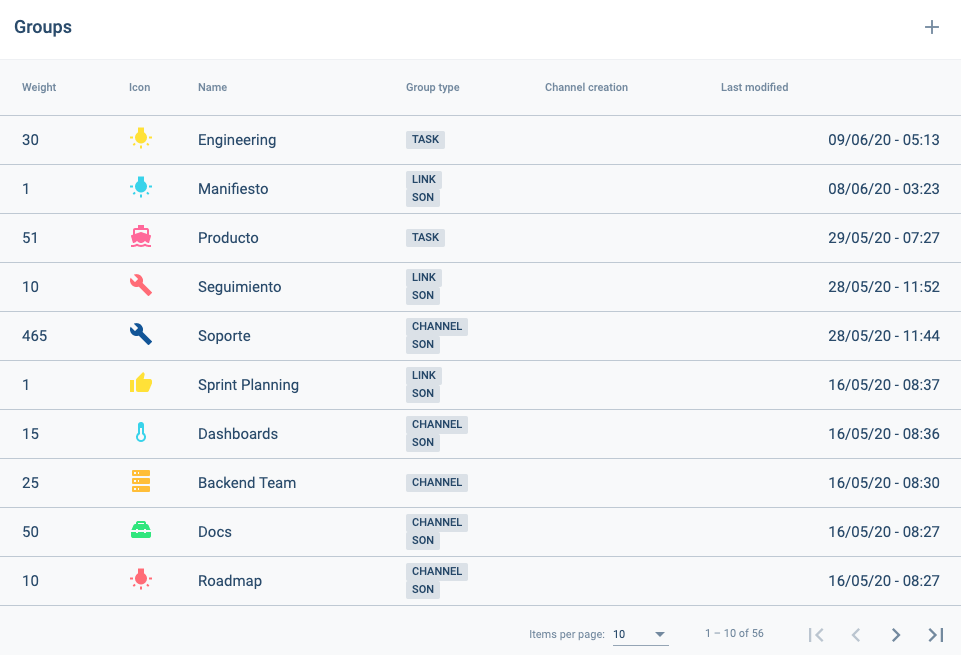 Groups
Weight Icon Name Group type Channel creation Last modified
30 Engineering TASK 09/06/20 - 05:13
1 Manifiesto LINK SON 08/06/20 - 03:23
51 Producto TASK 29/05/20 - 07:27
10 Seguimiento LINK SON 28/05/20 - 11:52
465 Soporte CHANNEL SON 28/05/20 - 11:44
1 Sprint Planning LINK SON 16/05/20 - 08:37
15 Dashboards CHANNEL SON 16/05/20 - 08:36
25 Backend Team CHANNEL 16/05/20 - 08:30
50 Docs CHANNEL SON 16/05/20 - 08:27
10 Roadmap CHANNEL SON 16/05/20 - 08:27
Items per page: 10 1 – 10 of 56